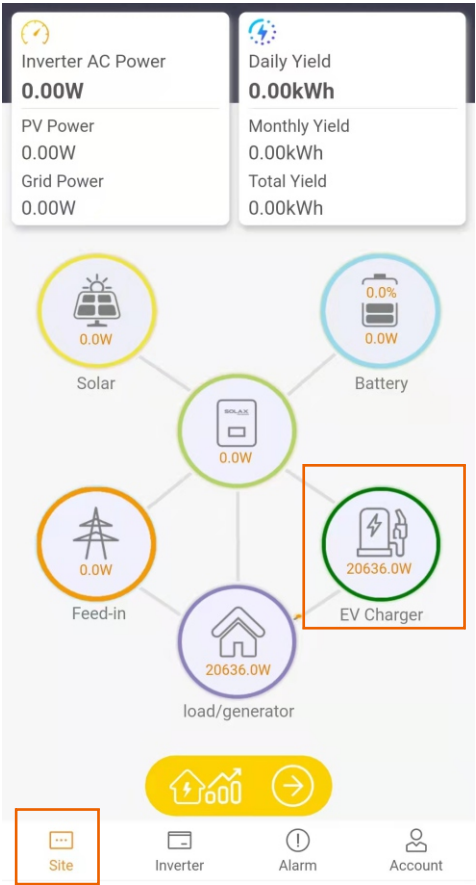 Inverter AC Power
0.00W
PV Power
0.00W
Grid Power
0.00W
Daily Yield
0.00kWh
Monthly Yield
0.00kWh
Total Yield
0.00kWh
0.0W
Solar
0.0%
0.0W
Battery
SOLAX
0.0W
0.0W
Feed-in
20636.0W
EV Charger
20636.0W
load/generator
Site
Inverter
Alarm
Account